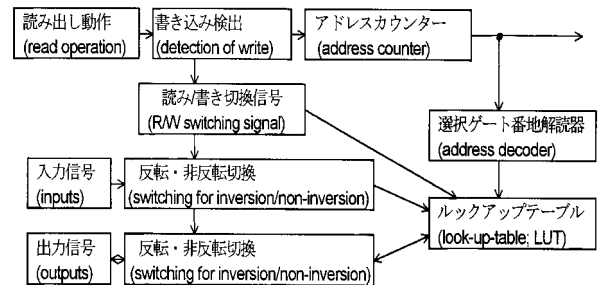 読み出し動作
(read operation)
書き込み検出
(detection of write)
アドレスカウンター
(address counter)
読み/書き切換信号
(R/W switching signal)
選択ゲート番地解読器
(address decoder)
入力信号
(inputs)
反転・非反転切換
(switching for inversion/non-inversion)
ルックアップテーブル
(look-up-table; LUT)
出力信号
(outputs)
反転・非反転切換
(switching for inversion/non-inversion)